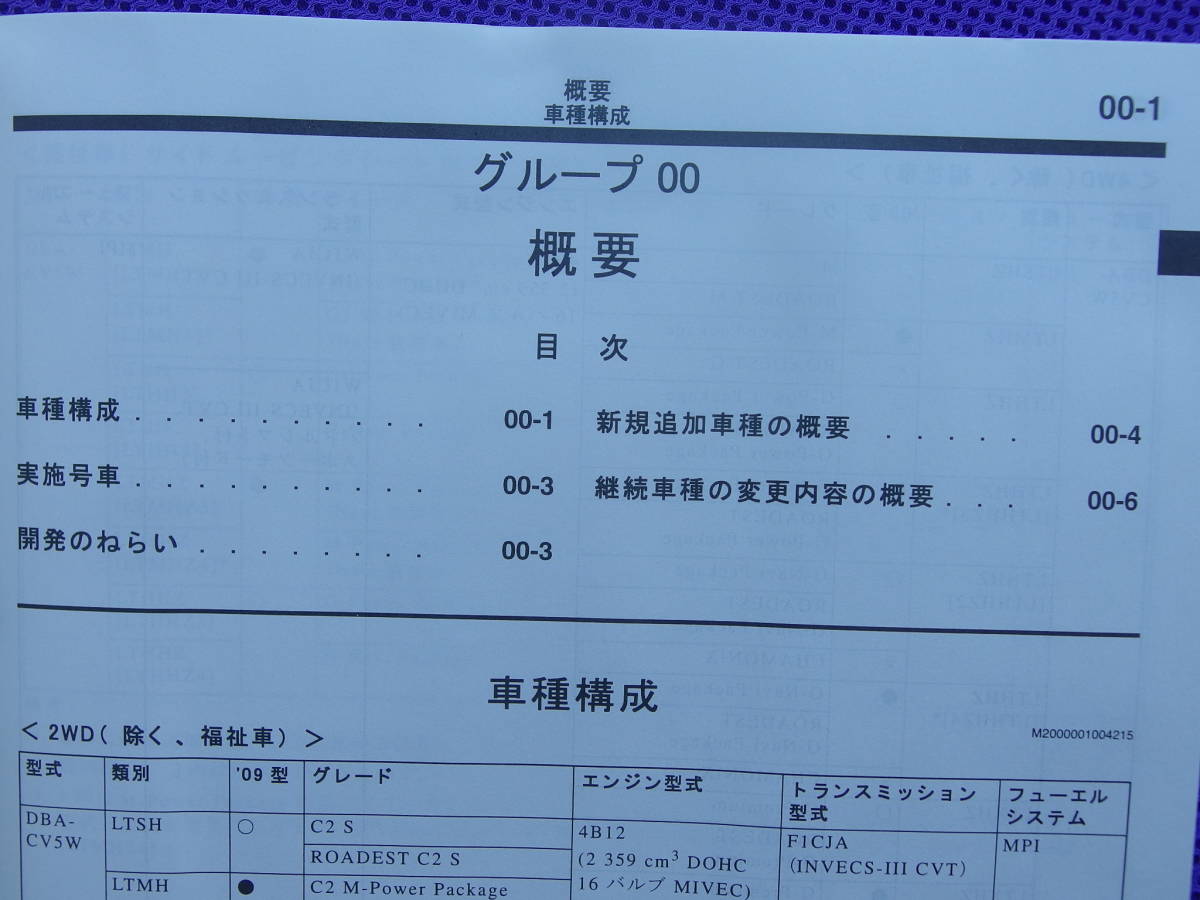 概要
車種構成
00-1
グループ 00
概要
目 次
車種構成 . . . . . . . . . . 00-1
実施号車 . . . . . . . . . . 00-3
開発のねらい . . . . . . . . 00-3
新規追加車種の概要 . . . . . 00-4
継続車種の変更内容の概要 . . . 00-6
車種構成
M2000001004215
< 2WD( 除く 、福祉車) >
型式 類別 '09 型 グレード エンジン型式 トランスミッション型式 フューエルシステム
DBA-CV5W LTSH ○ C2 S 4B12 F1CJA MPI
ROADEST C2 S (2 359 cm3 DOHC (INVECS-III CVT)
LTMH ● C2 M-Power Package 16 バルブ MIVEC)